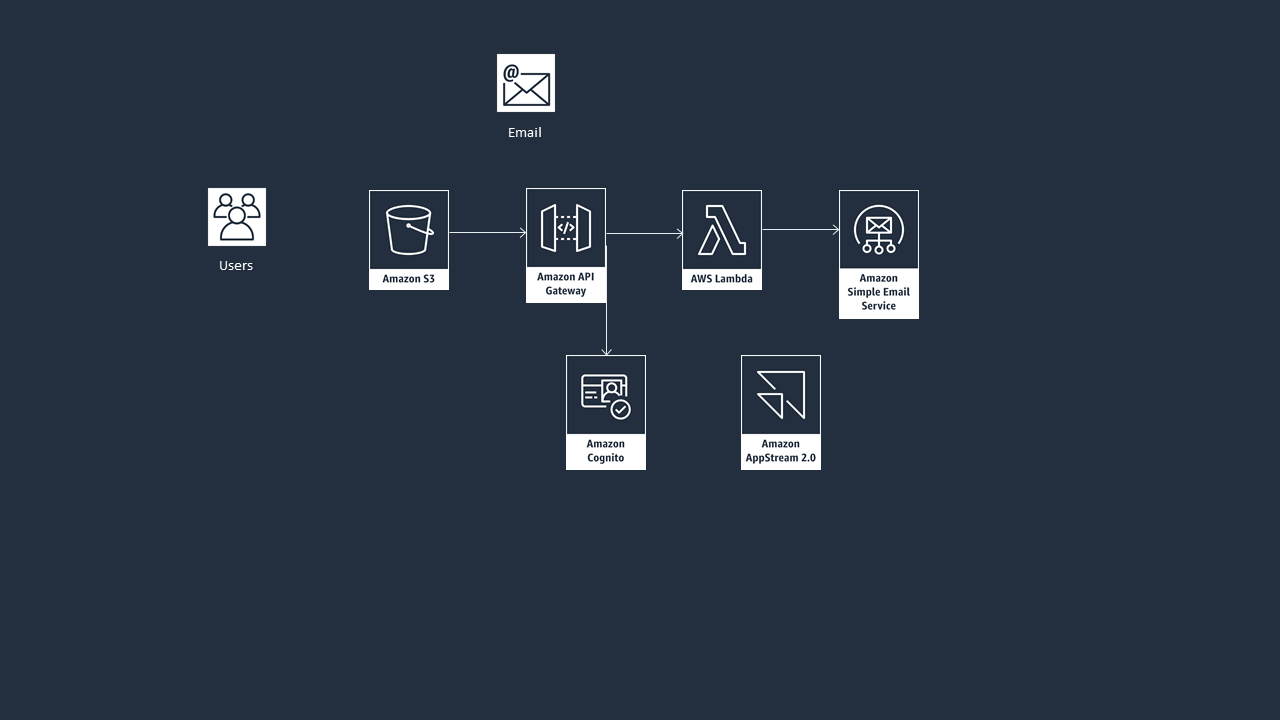 @
Email
Users
Amazon S3
</>
Amazon API
Gateway
AWS Lambda
Amazon
Simple Email
Service
Amazon
Cognito
Amazon
AppStream 2.0